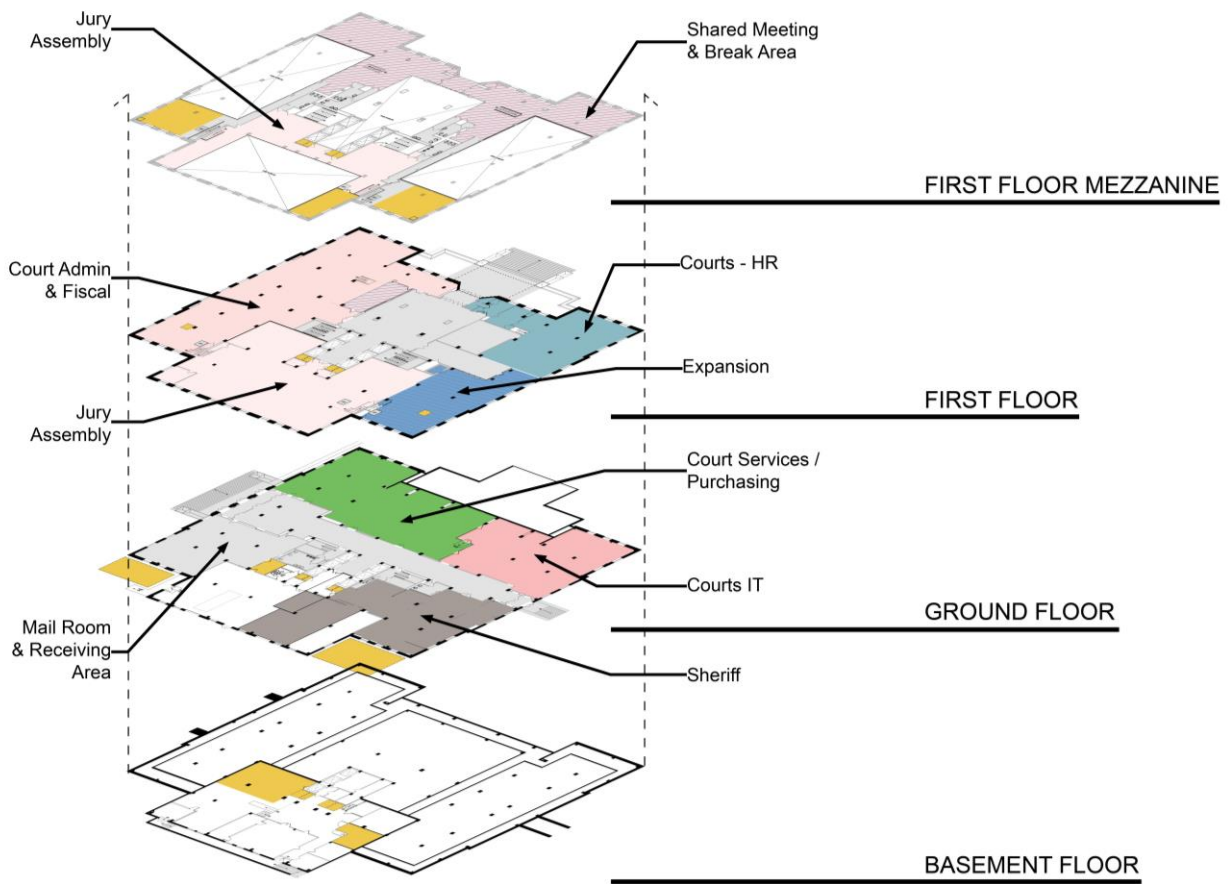 Jury
Assembly
Shared Meeting
& Break Area
FIRST FLOOR MEZZANINE
Court Admin
& Fiscal
Courts - HR
Expansion
Jury
Assembly
FIRST FLOOR
Court Services /
Purchasing
Courts IT
GROUND FLOOR
Mail Room
& Receiving
Area
Sheriff
BASEMENT FLOOR